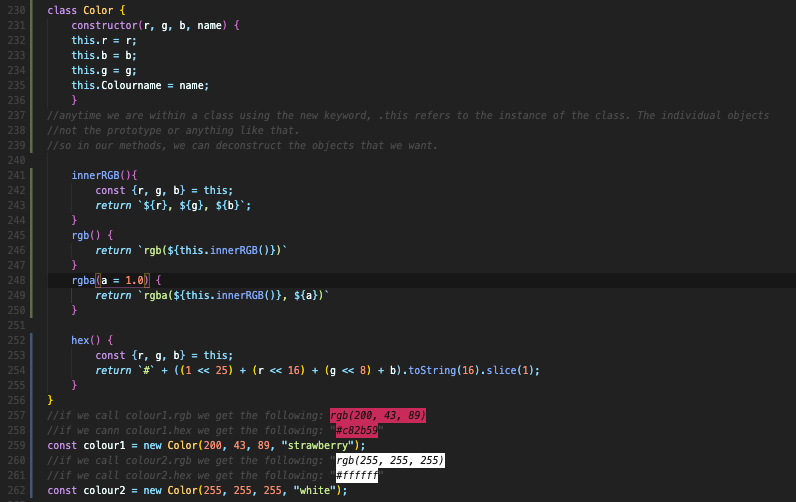 230 class Color {
231 constructor(r, g, b, name) {
232 this.r = r;
233 this.b = b;
234 this.g = g;
235 this.Colourname = name;
236 }
237 //anytime we are within a class using the new keyword, .this refers to the instance of the class. The individual objects
238 //not the prototype or anything like that.
239 //so in our methods, we can deconstruct the objects that we want.
240
241 innerRGB(){
242 const {r, g, b} = this;
243 return `${r}, ${g}, ${b}`;
244 }
245 rgb() {
246 return `rgb(${this.innerRGB()})`
247 }
248 rgba(a = 1.0) {
249 return `rgba(${this.innerRGB()}, ${a})`
250 }
251
252 hex() {
253 const {r, g, b} = this;
254 return `#` + ((1 << 25) + (r << 16) + (g << 8) + b).toString(16).slice(1);
255 }
256 }
257 //if we call colour1.rgb we get the following: rgb(200, 43, 89)
258 //if we cann colour1.hex we get the following: "#c82b59"
259 const colour1 = new Color(200, 43, 89, "strawberry");
260 //if we call colour2.rgb we get the following: "rgb(255, 255, 255)
261 //if we call colour2.hex we get the following: "#ffffff"
262 const colour2 = new Color(255, 255, 255, "white");